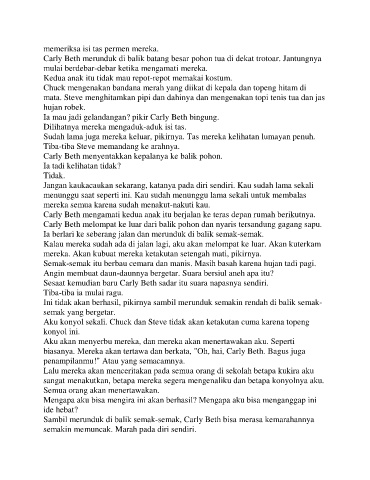 memeriksa isi tas permen mereka.
Carly Beth merunduk di balik batang besar pohon tua di dekat trotoar. Jantungnya
mulai berdebar-debar ketika mengamati mereka.
Kedua anak itu tidak mau repot-repot memakai kostum.
Chuck mengenakan bandana merah yang diikat di kepala dan topeng hitam di
mata. Steve menghitamkan pipi dan dahinya dan mengenakan topi tenis tua dan jas
hujan robek.
Ia mau jadi gelandangan? pikir Carly Beth bingung.
Dilihatnya mereka mengaduk-aduk isi tas.
Sudah lama juga mereka keluar, pikirnya. Tas mereka kelihatan lumayan penuh.
Tiba-tiba Steve memandang ke arahnya.
Carly Beth menyentakkan kepalanya ke balik pohon.
Ia tadi kelihatan tidak?
Tidak.
Jangan kaukacaukan sekarang, katanya pada diri sendiri. Kau sudah lama sekali
menunggu saat seperti ini. Kau sudah menunggu lama sekali untuk membalas
mereka semua karena sudah menakut-nakuti kau.
Carly Beth mengamati kedua anak itu berjalan ke teras depan rumah berikutnya.
Carly Beth melompat ke luar dari balik pohon dan nyaris tersandung gagang sapu.
Ia berlari ke seberang jalan dan merunduk di balik semak-semak.
Kalau mereka sudah ada di jalan lagi, aku akan melompat ke luar. Akan kuterkam
mereka. Akan kubuat mereka ketakutan setengah mati, pikirnya.
Semak-semak itu berbau cemara dan manis. Masih basah karena hujan tadi pagi.
Angin membuat daun-daunnya bergetar. Suara bersiul aneh apa itu?
Sesaat kemudian baru Carly Beth sadar itu suara napasnya sendiri.
Tiba-tiba ia mulai ragu.
Ini tidak akan berhasil, pikirnya sambil merunduk semakin rendah di balik semak-
semak yang bergetar.
Aku konyol sekali. Chuck dan Steve tidak akan ketakutan cuma karena topeng
konyol ini.
Aku akan menyerbu mereka, dan mereka akan menertawakan aku. Seperti
biasanya. Mereka akan tertawa dan berkata, "Oh, hai, Carly Beth. Bagus juga
penampilanmu!" Atau yang semacamnya.
Lalu mereka akan menceritakan pada semua orang di sekolah betapa kukira aku
sangat menakutkan, betapa mereka segera mengenaliku dan betapa konyolnya aku.
Semua orang akan menertawakan.
Mengapa aku bisa mengira ini akan berhasil? Mengapa aku bisa menganggap ini
ide hebat?
Sambil merunduk di balik semak-semak, Carly Beth bisa merasa kemarahannya
semakin memuncak. Marah pada diri sendiri.